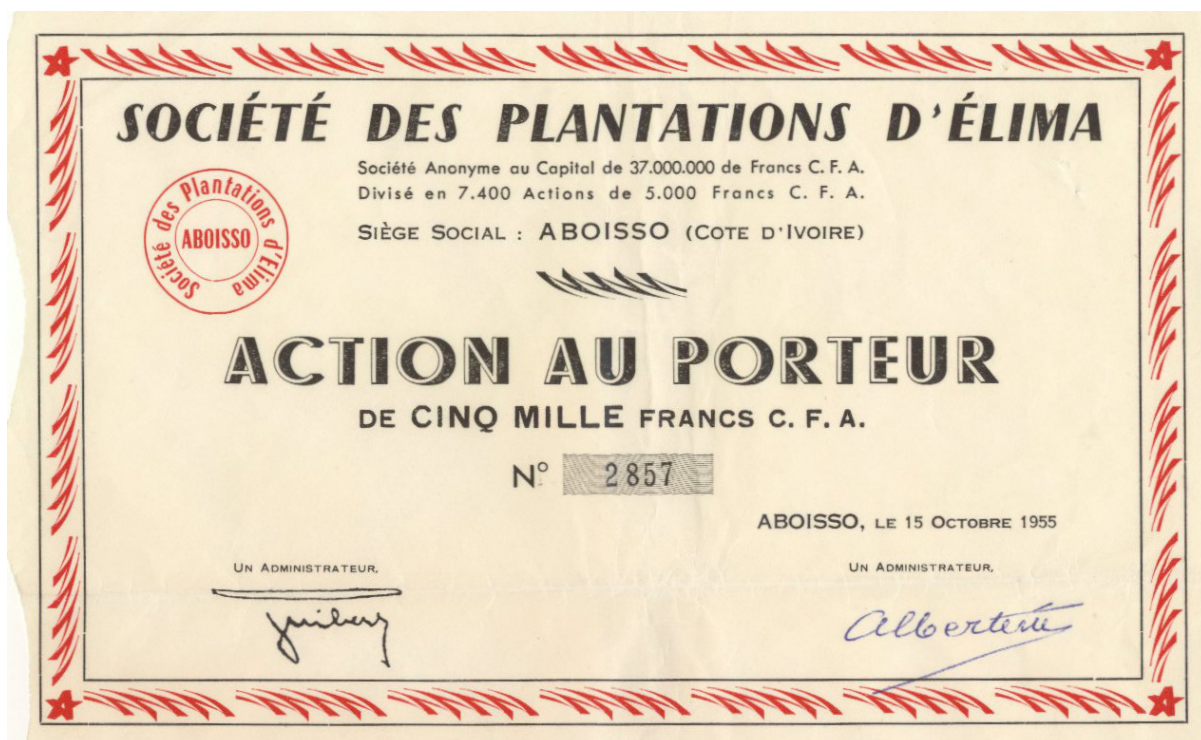 SOCIÉTÉ DES PLANTATIONS D'ÉLIMA
Société Anonyme au Capital de 37.000.000 de Francs C. F. A.
Divisé en 7.400 Actions de 5.000 Francs C. F. A.
SIÈGE SOCIAL : ABOISSO (COTE D'IVOIRE)
Société des Plantations d'Elima
ABOISSO
ACTION AU PORTEUR
DE CINQ MILLE FRANCS C. F. A.
N° 2857
ABOISSO, LE 15 OCTOBRE 1955
UN ADMINISTRATEUR,
UN ADMINISTRATEUR,